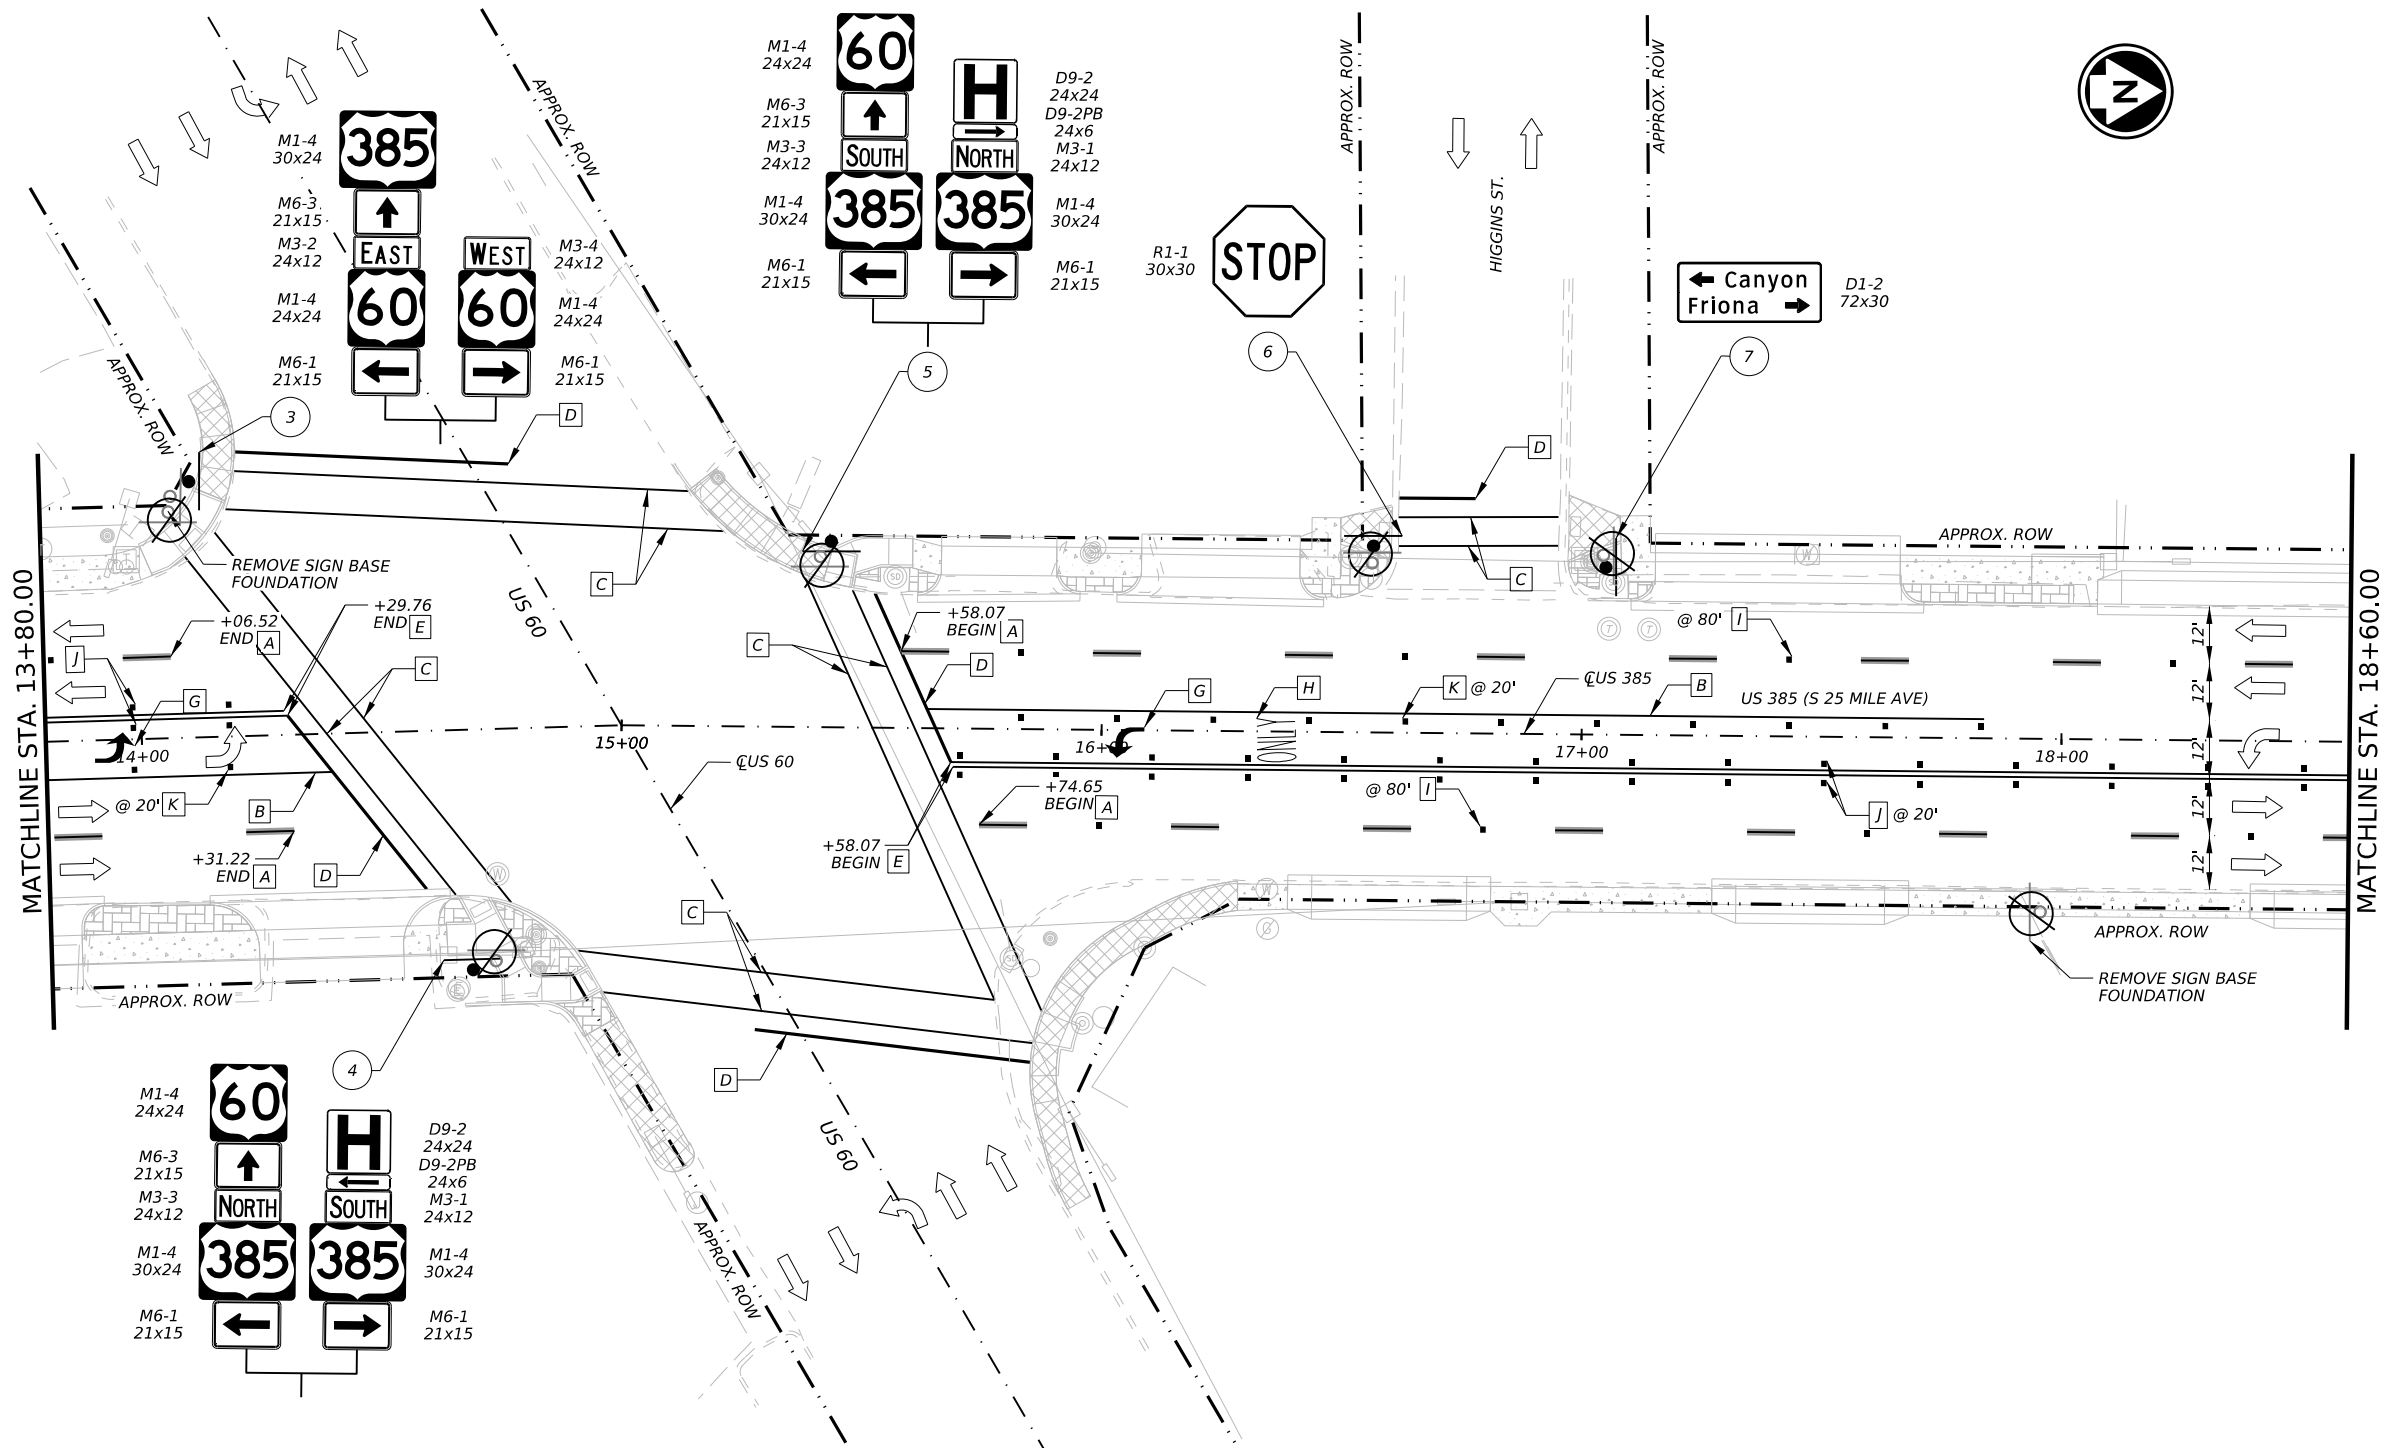 M1-4
30x24
385
M6-3
21x15
M3-2
24x12
EAST
M1-4
24x24
60
M6-1
21x15
WEST
M3-4
24x12
60
M1-4
24x24
M6-1
21x15
3
D
APPROX. ROW
APPROX. ROW
M1-4
24x24
60
M6-3
21x15
M3-3
24x12
SOUTH
M1-4
30x24
385
M6-1
21x15
H
D9-2
24x24
D9-2PB
24x6
M3-1
24x12
NORTH
385
M1-4
30x24
M6-1
21x15
5
APPROX. ROW
APPROX. ROW
HIGGINS ST.
R1-1
30x30
STOP
6
Canyon
Friona
D1-2
72x30
7
N
D
C
APPROX. ROW
REMOVE SIGN BASE
FOUNDATION
C
US 60
MATCHLINE STA. 13+80.00
+06.52
END A
+29.76
END E
J
G
C
14+00
@ 20' K
B
+31.22
END A
D
15+00
℄US 60
C
+58.07
BEGIN A
D
G
H
K @ 20'
℄US 385
B
US 385 (S 25 MILE AVE)
@ 80' I
16+00
17+00
18+00
+74.65
BEGIN A
+58.07
BEGIN E
@ 80' I
J @ 20'
12'
12'
12'
12'
12'
MATCHLINE STA. 18+60.00
T
T
W
W
W
G
SD
SD
E
C
APPROX. ROW
APPROX. ROW
REMOVE SIGN BASE
FOUNDATION
4
D
US 60
APPROX. ROW
M1-4
24x24
60
M6-3
21x15
M3-3
24x12
NORTH
M1-4
30x24
385
M6-1
21x15
H
D9-2
24x24
D9-2PB
24x6
M3-1
24x12
SOUTH
385
M1-4
30x24
M6-1
21x15